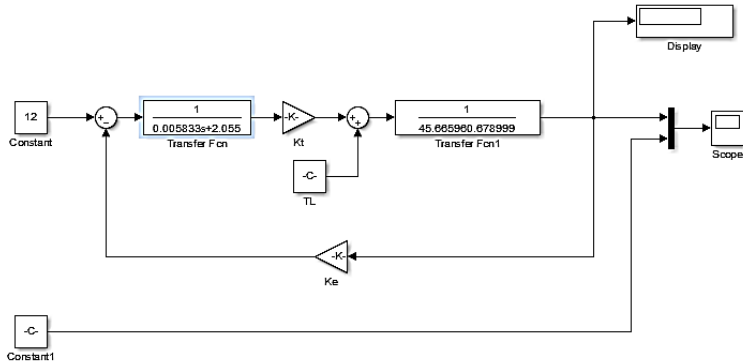 Display
12
Constant
+
−
1
0.005833s+2.055
Transfer Fcn
-K-
Kt
+
+
1
45.665960.678999
Transfer Fcn1
Scope
-C-
TL
-K-
Ke
-C-
Constant1